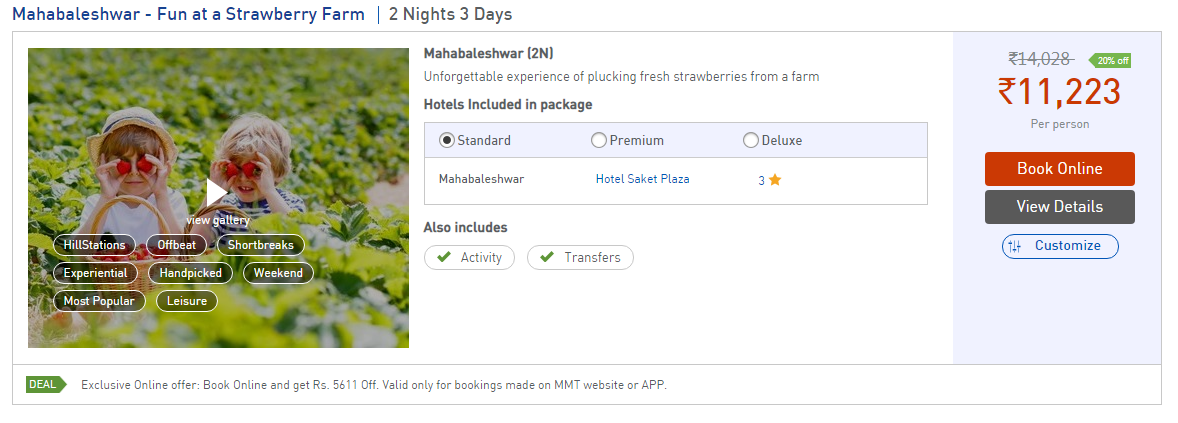 Mahabaleshwar - Fun at a Strawberry Farm | 2 Nights 3 Days
view gallery
HillStations Offbeat Shortbreaks
Experiential Handpicked Weekend
Most Popular Leisure
Mahabaleshwar (2N)
Unforgettable experience of plucking fresh strawberries from a farm
Hotels Included in package
Standard Premium Deluxe
Mahabaleshwar Hotel Saket Plaza 3
Also includes
Activity Transfers
₹14,028 20% off
₹11,223
Per person
Book Online
View Details
Customize
DEAL Exclusive Online offer: Book Online and get Rs. 5611 Off. Valid only for bookings made on MMT website or APP.